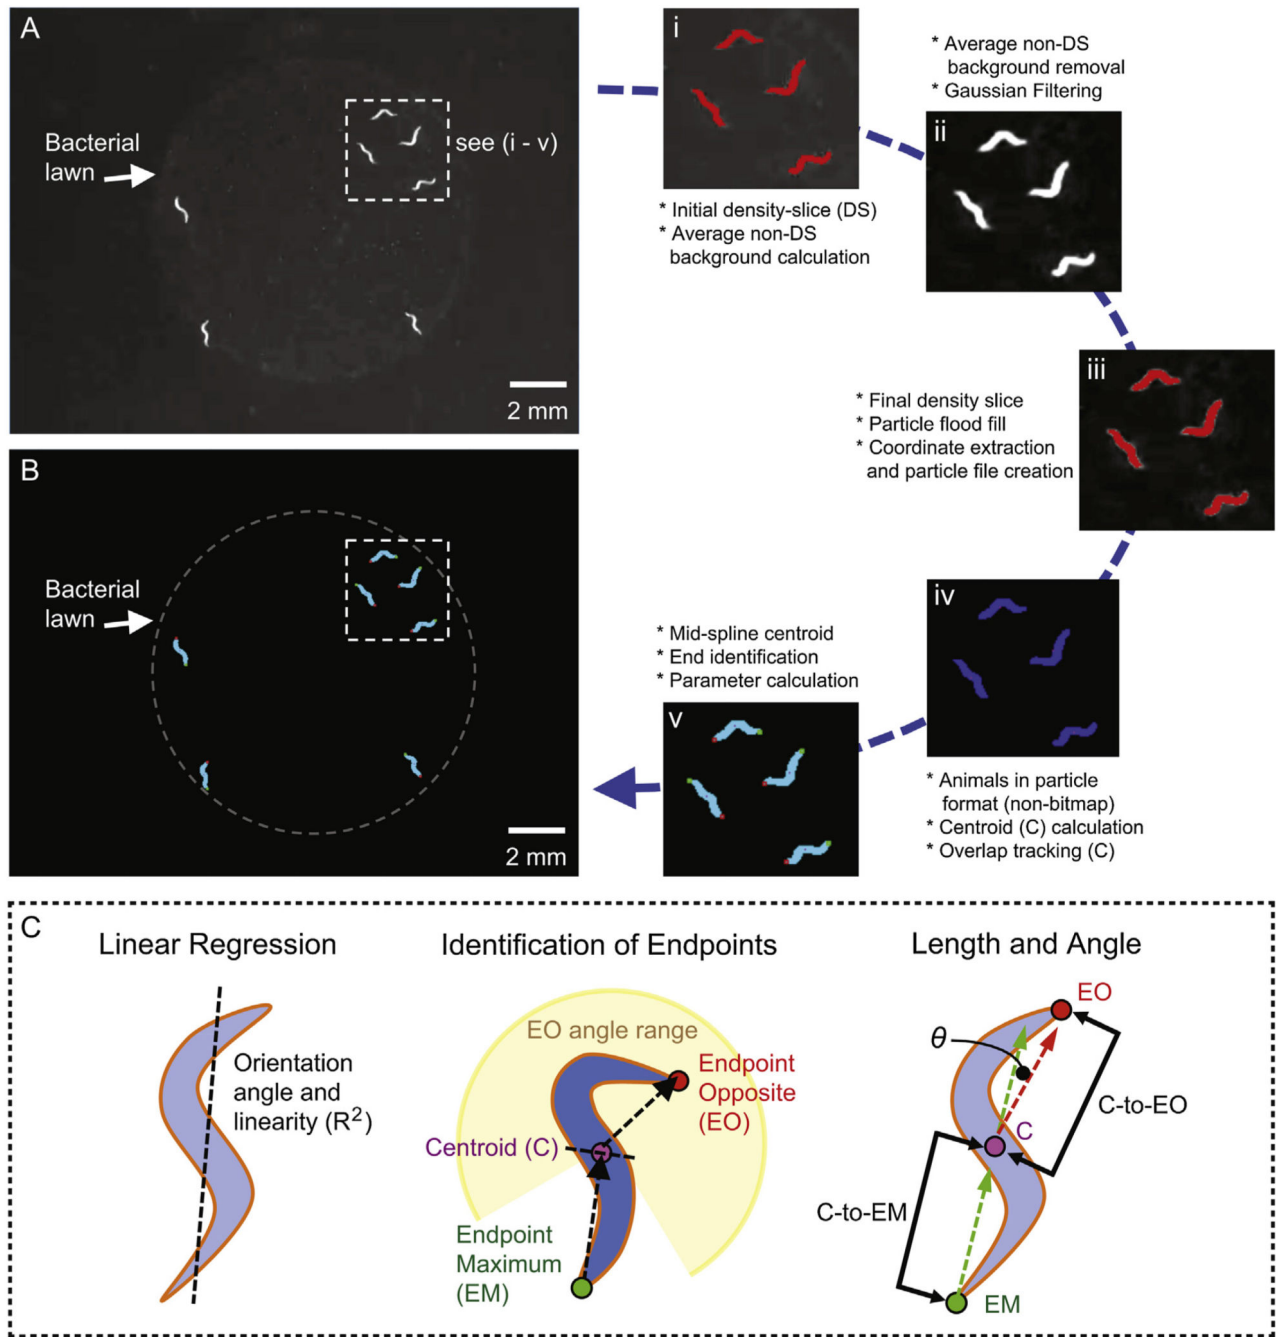 A
Bacterial
lawn
see (i - v)
2 mm
i
* Initial density-slice (DS)
* Average non-DS
background calculation
* Average non-DS
background removal
* Gaussian Filtering
ii
iii
* Final density slice
* Particle flood fill
* Coordinate extraction
and particle file creation
iv
* Animals in particle
format (non-bitmap)
* Centroid (C) calculation
* Overlap tracking (C)
* Mid-spline centroid
* End identification
* Parameter calculation
v
B
Bacterial
lawn
2 mm
C
Linear Regression
Orientation
angle and
linearity (R²)
Identification of Endpoints
EO angle range
Endpoint
Opposite
(EO)
Centroid (C)
Endpoint
Maximum
(EM)
Length and Angle
EO
θ
C-to-EO
C
C-to-EM
EM